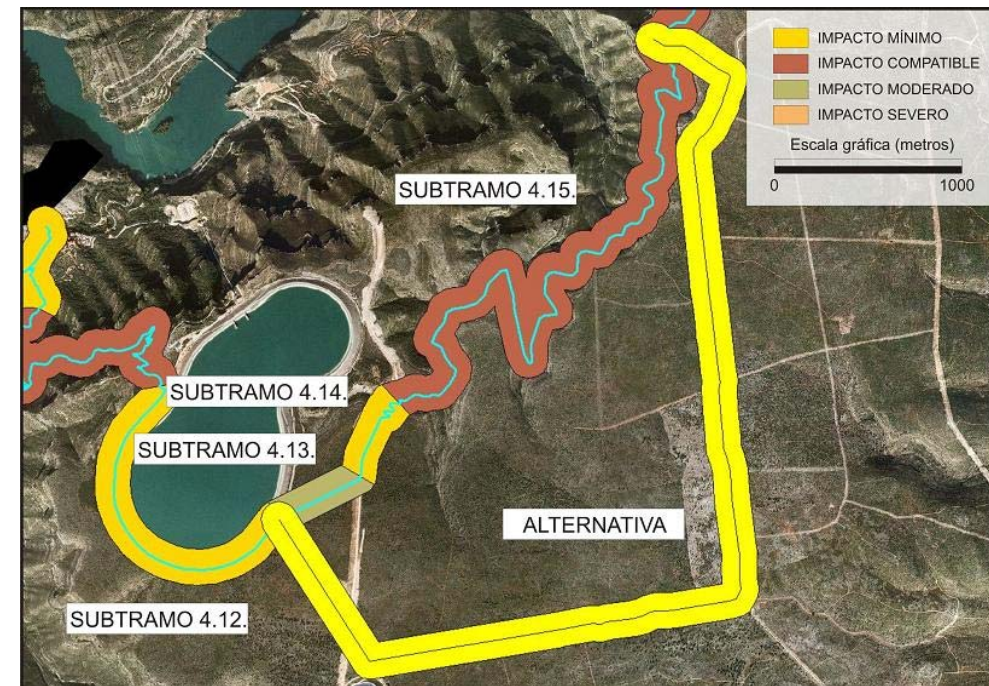 IMPACTO MÍNIMO
IMPACTO COMPATIBLE
IMPACTO MODERADO
IMPACTO SEVERO
Escala gráfica (metros)
0 1000
SUBTRAMO 4.15.
SUBTRAMO 4.14.
SUBTRAMO 4.13.
ALTERNATIVA
SUBTRAMO 4.12.